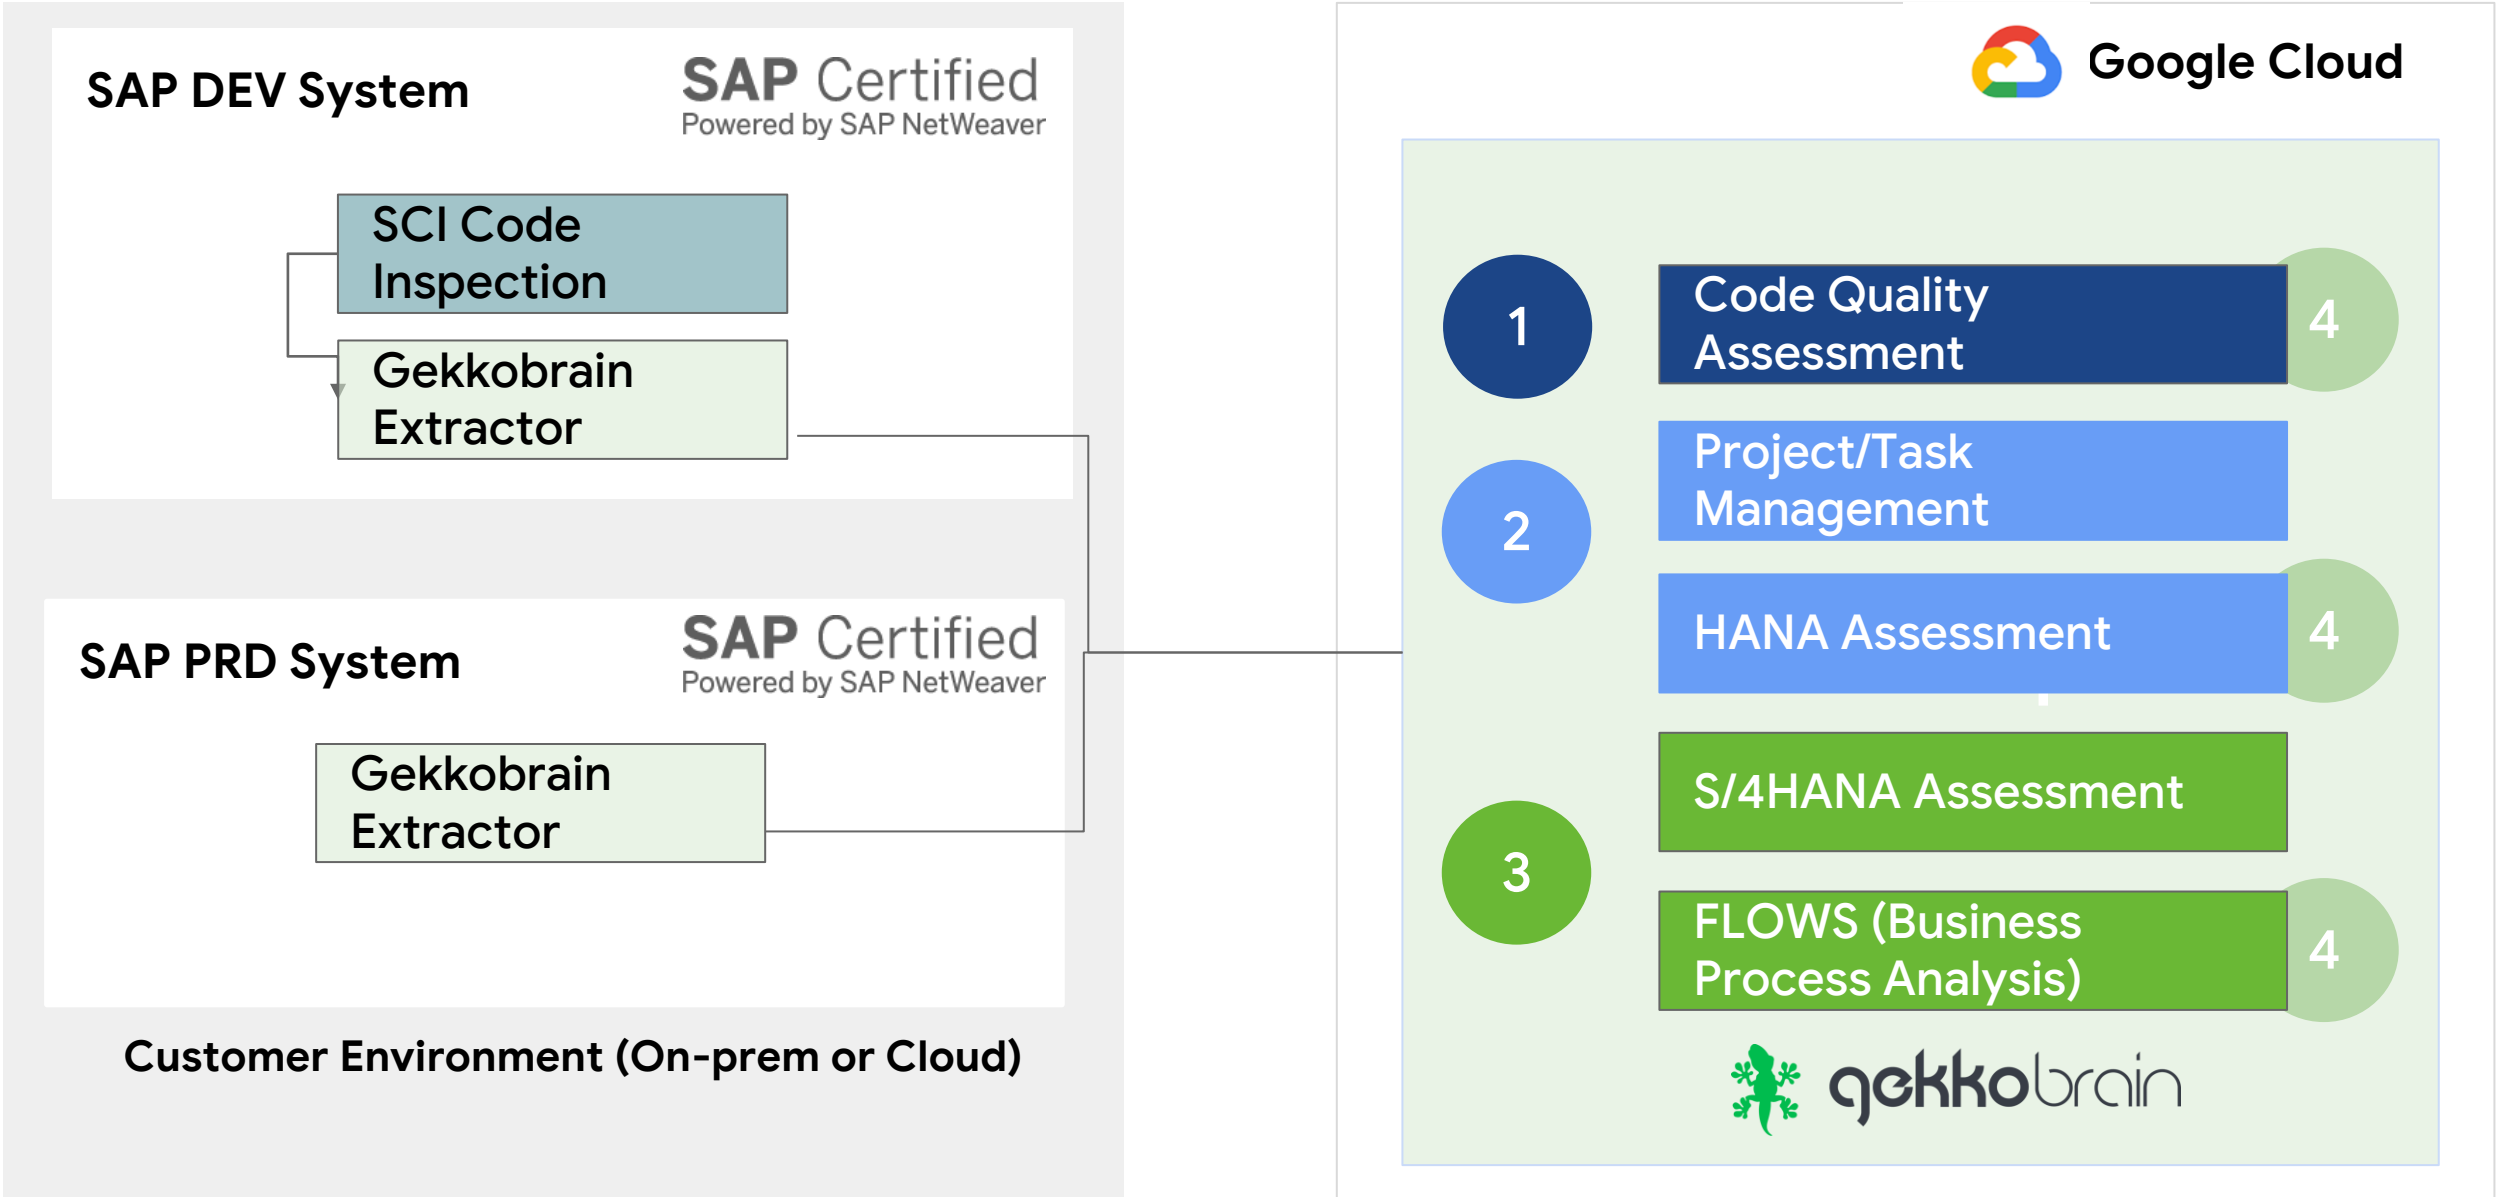 SAP DEV System
SAP Certified
Powered by SAP NetWeaver
SCI Code
Inspection
Gekkobrain
Extractor
SAP PRD System
SAP Certified
Powered by SAP NetWeaver
Gekkobrain
Extractor
Customer Environment (On-prem or Cloud)
Google Cloud
1
Code Quality
Assessment
4
2
Project/Task
Management
HANA Assessment
4
3
S/4HANA Assessment
FLOWS (Business
Process Analysis)
4
gekkobrain